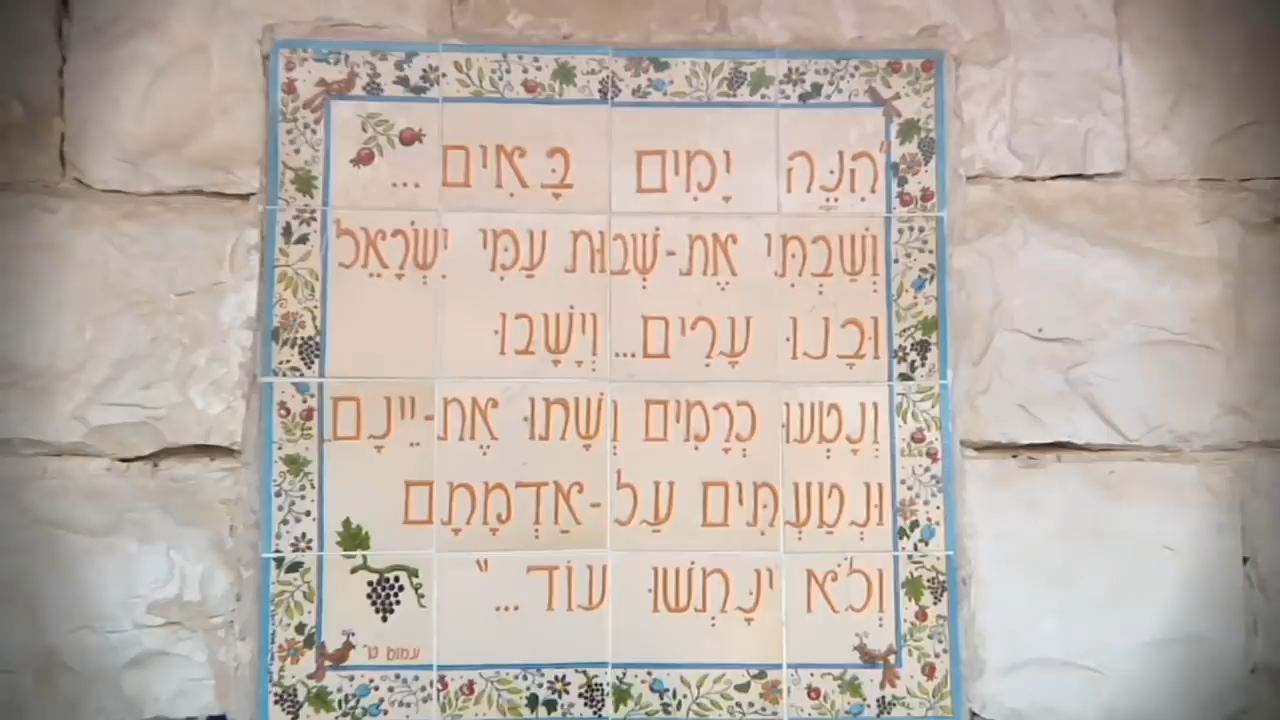 "הִנֵּה יָמִים בָּאִים ...
וְשַׁבְתִּי אֶת-שְׁבוּת עַמִּי יִשְׂרָאֵל
וּבָנוּ עָרִים... וְיָשָׁבוּ
וְנָטְעוּ כְרָמִים וְשָׁתוּ אֶת-יֵינָם
וּנְטַעְתִּים עַל-אַדְמָתָם
וְלֹא יִנָּתְשׁוּ עוֹד ..."
עמוס ט'